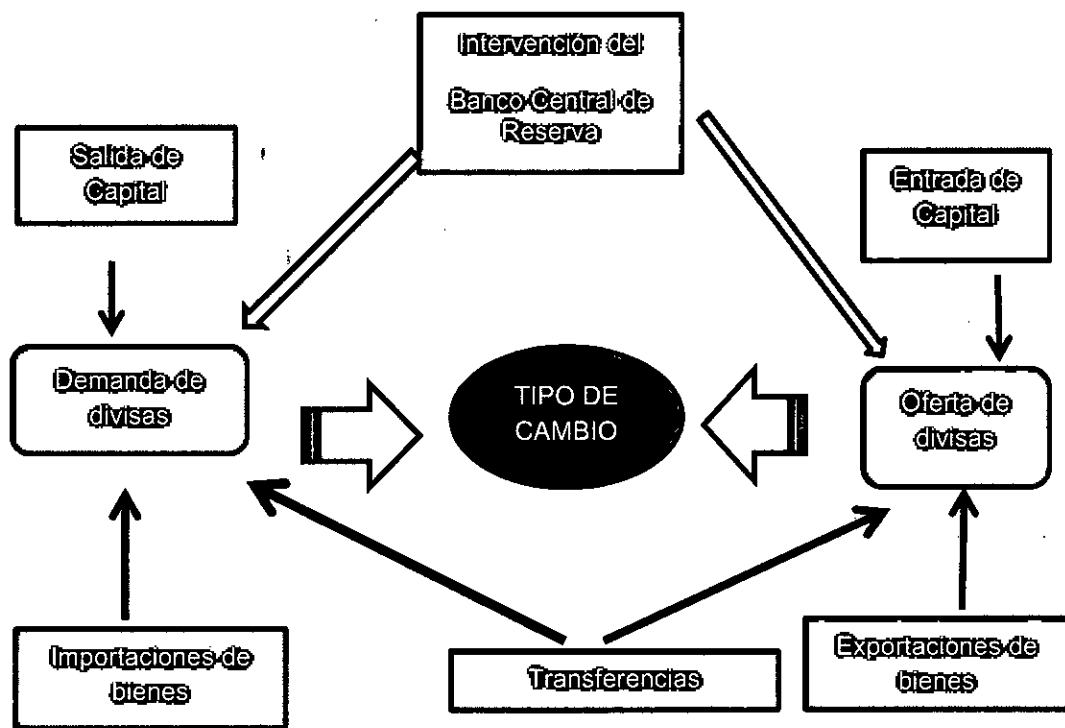 Intervención del
Banco Central de
Reserva
Salida de
Capital
Entrada de
Capital
Demanda de
divisas
TIPO DE
CAMBIO
Oferta de
divisas
Importaciones de
bienes
Transferencias
Exportaciones de
bienes